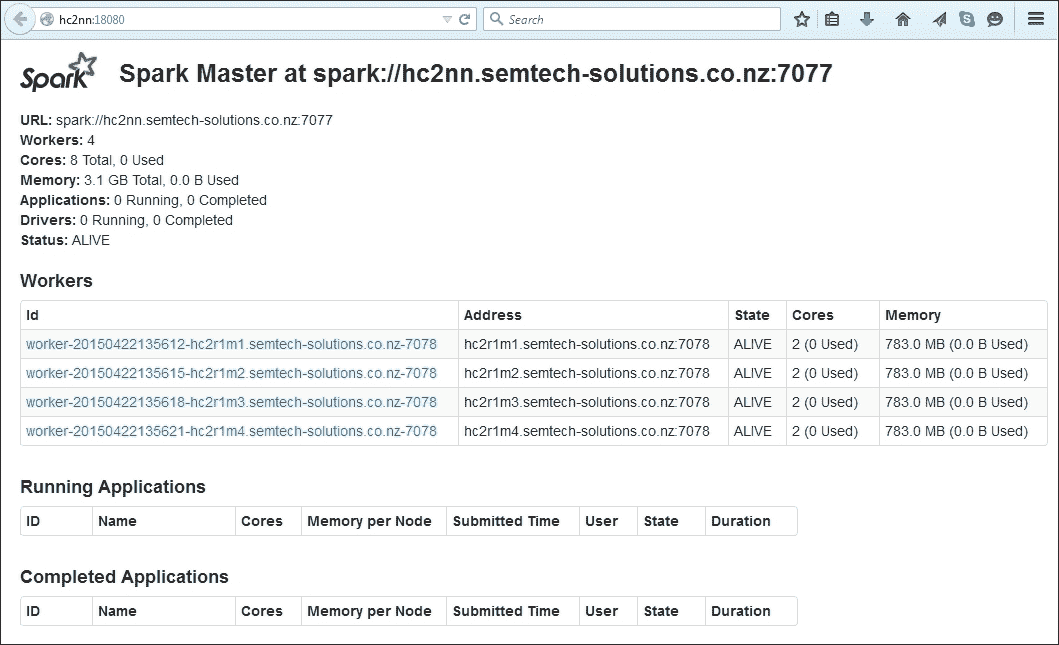 hc2nn:18080
Search
Spark
Spark Master at spark://hc2nn.semtech-solutions.co.nz:7077
URL: spark://hc2nn.semtech-solutions.co.nz:7077
Workers: 4
Cores: 8 Total, 0 Used
Memory: 3.1 GB Total, 0.0 B Used
Applications: 0 Running, 0 Completed
Drivers: 0 Running, 0 Completed
Status: ALIVE
Workers
Id Address State Cores Memory
worker-20150422135612-hc2r1m1.semtech-solutions.co.nz-7078 hc2r1m1.semtech-solutions.co.nz:7078 ALIVE 2 (0 Used) 783.0 MB (0.0 B Used)
worker-20150422135615-hc2r1m2.semtech-solutions.co.nz-7078 hc2r1m2.semtech-solutions.co.nz:7078 ALIVE 2 (0 Used) 783.0 MB (0.0 B Used)
worker-20150422135618-hc2r1m3.semtech-solutions.co.nz-7078 hc2r1m3.semtech-solutions.co.nz:7078 ALIVE 2 (0 Used) 783.0 MB (0.0 B Used)
worker-20150422135621-hc2r1m4.semtech-solutions.co.nz-7078 hc2r1m4.semtech-solutions.co.nz:7078 ALIVE 2 (0 Used) 783.0 MB (0.0 B Used)
Running Applications
ID Name Cores Memory per Node Submitted Time User State Duration
Completed Applications
ID Name Cores Memory per Node Submitted Time User State Duration